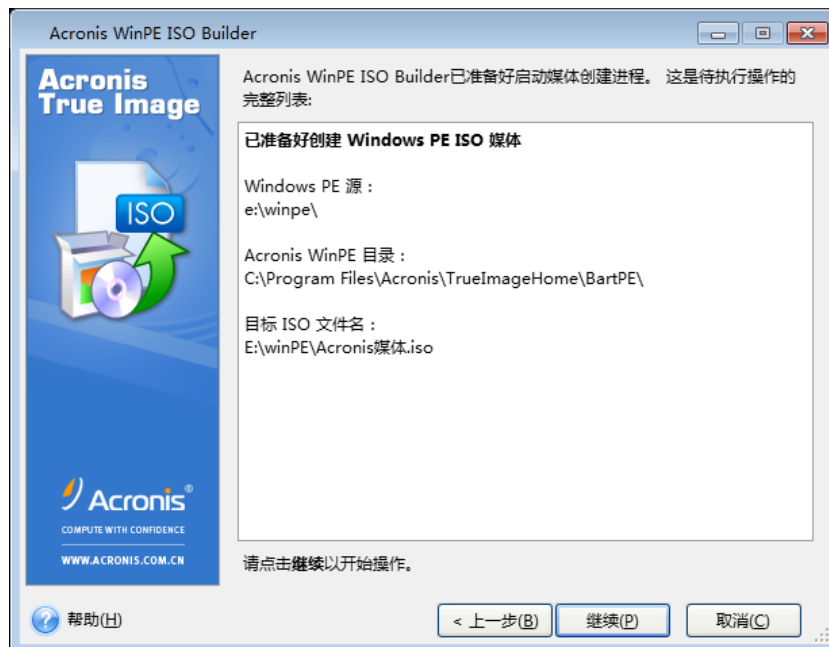 Acronis WinPE ISO Builder
Acronis
True Image
ISO
Acronis®
COMPUTE WITH CONFIDENCE
WWW.ACRONIS.COM.CN
Acronis WinPE ISO Builder已准备好启动媒体创建进程。 这是待执行操作的
完整列表:
已准备好创建 Windows PE ISO 媒体
Windows PE 源：
e:\winpe\
Acronis WinPE 目录：
C:\Program Files\Acronis\TrueImageHome\BartPE\
目标 ISO 文件名：
E:\winPE\Acronis媒体.iso
请点击继续以开始操作。
帮助(H)
< 上一步(B)
继续(P)
取消(C)